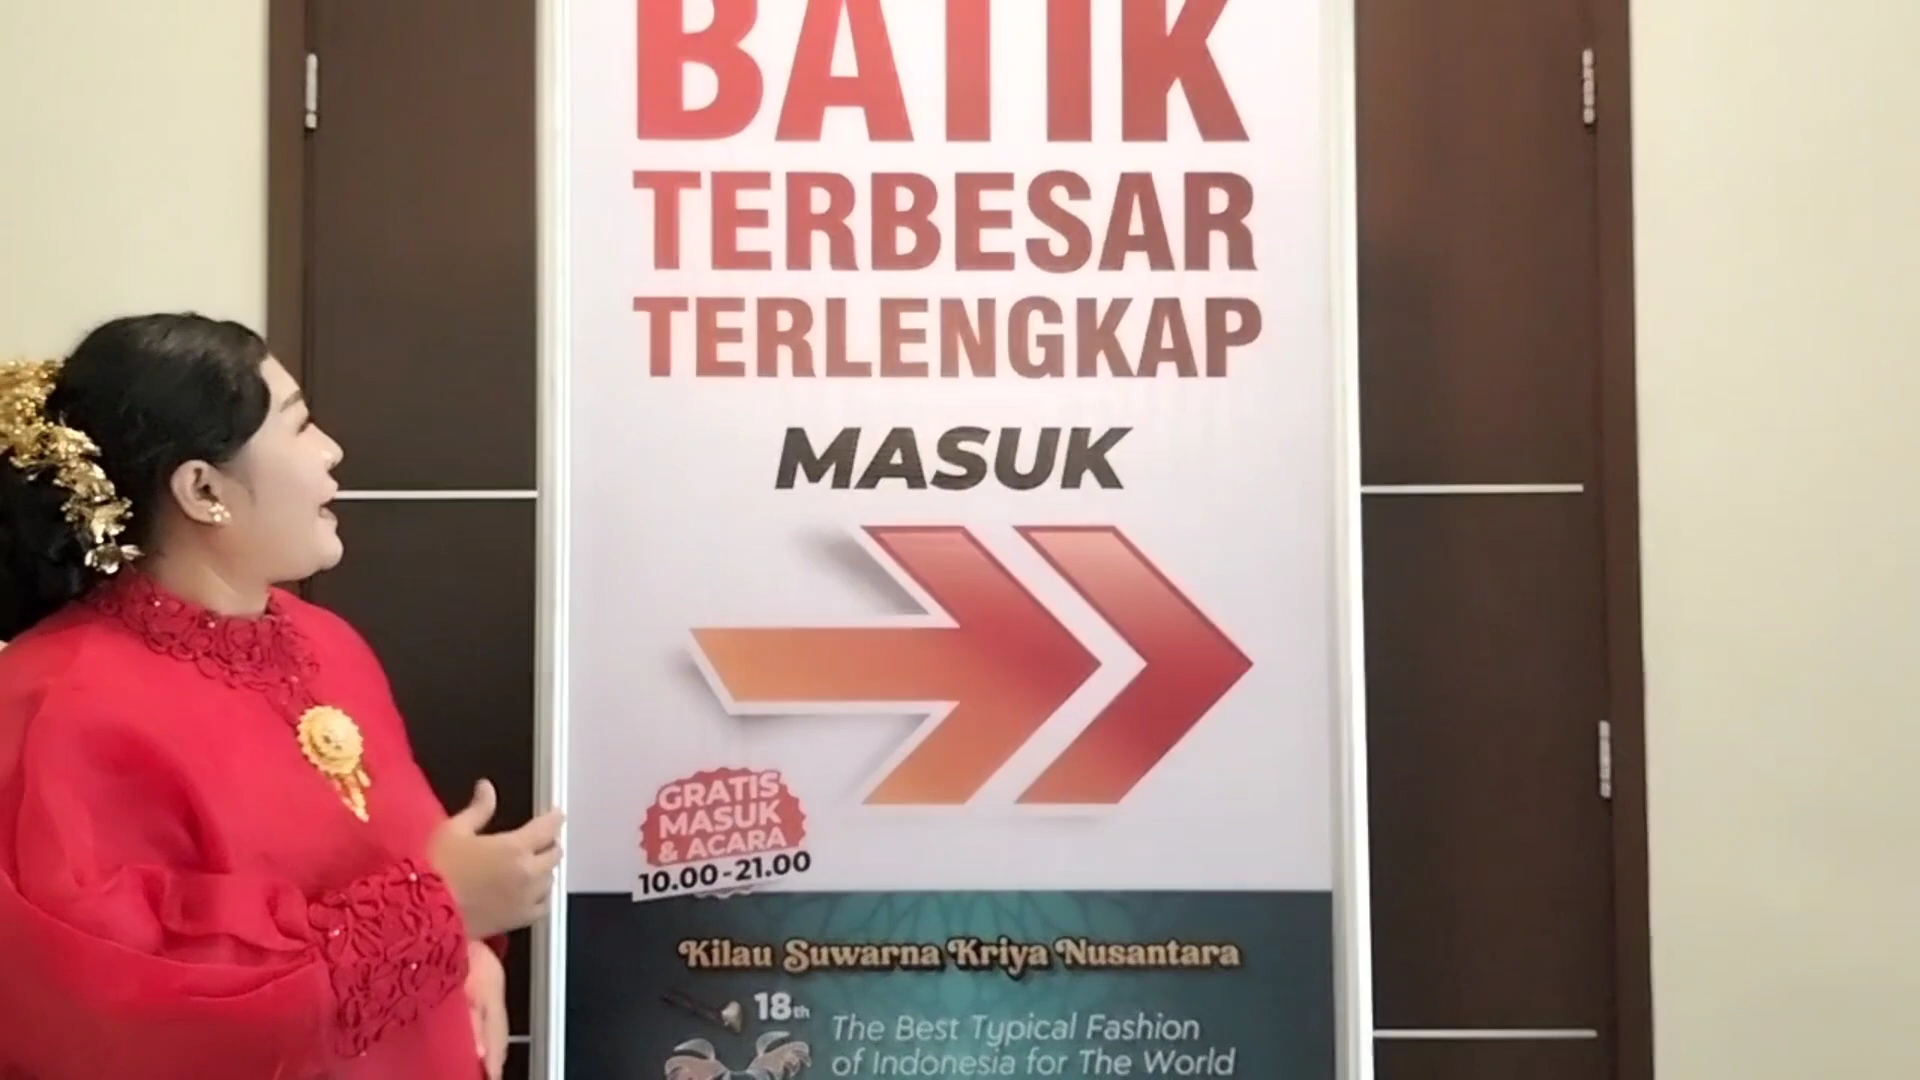 BATIK
TERBESAR
TERLENGKAP
MASUK
GRATIS
MASUK
& ACARA
10.00-21.00
Kilau Suwarna Kriya Nusantara
18th
The Best Typical Fashion
of Indonesia for The World